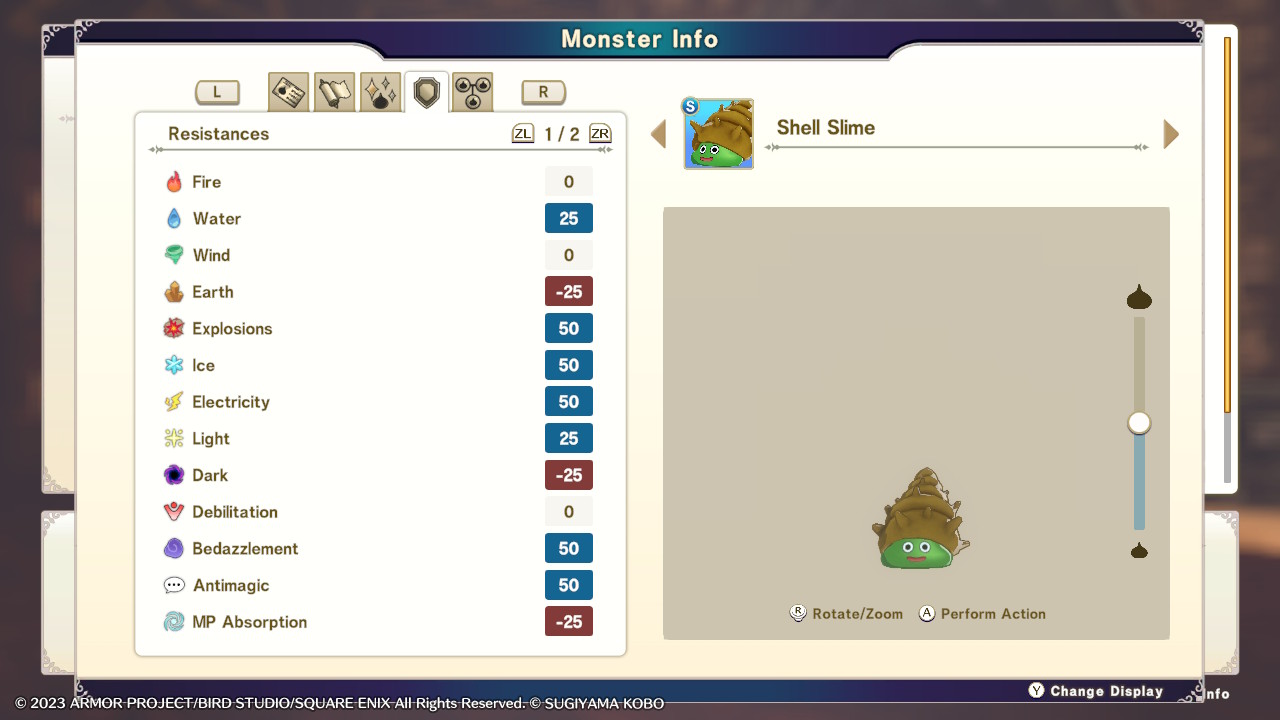 Monster Info
L
R
Resistances
ZL 1 / 2 ZR
Fire 0
Water 25
Wind 0
Earth -25
Explosions 50
Ice 50
Electricity 50
Light 25
Dark -25
Debilitation 0
Bedazzlement 50
Antimagic 50
MP Absorption -25
S
Shell Slime
R Rotate/Zoom A Perform Action
Y Change Display
nfo
© 2023 ARMOR PROJECT/BIRD STUDIO/SQUARE ENIX All Rights Reserved. © SUGIYAMA KOBO